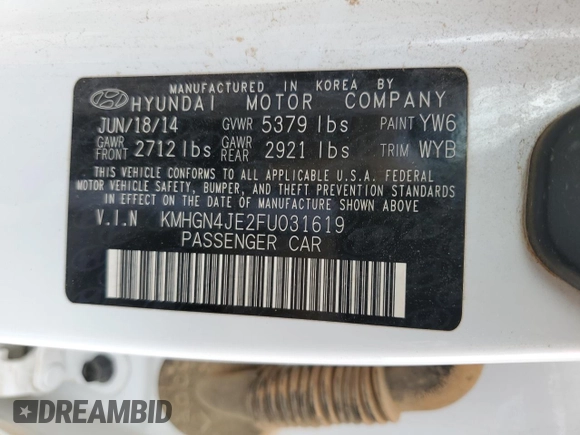 MANUFACTURED IN KOREA BY
HYUNDAI MOTOR COMPANY
JUN/18/14 GVWR 5379 lbs PAINT YW6
GAWR FRONT 2712 lbs GAWR REAR 2921 lbs TRIM WYB
THIS VEHICLE CONFORMS TO ALL APPLICABLE U.S.A. FEDERAL
MOTOR VEHICLE SAFETY, BUMPER, AND THEFT PREVENTION STANDARDS
IN EFFECT ON THE DATE OF MANUFACTURE SHOWN ABOVE.
V.I.N KMHGN4JE2FU031619
PASSENGER CAR
DREAMBID